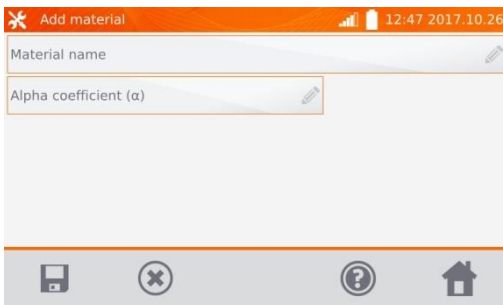 Add material 12:47 2017.10.26
Material name
Alpha coefficient (α)